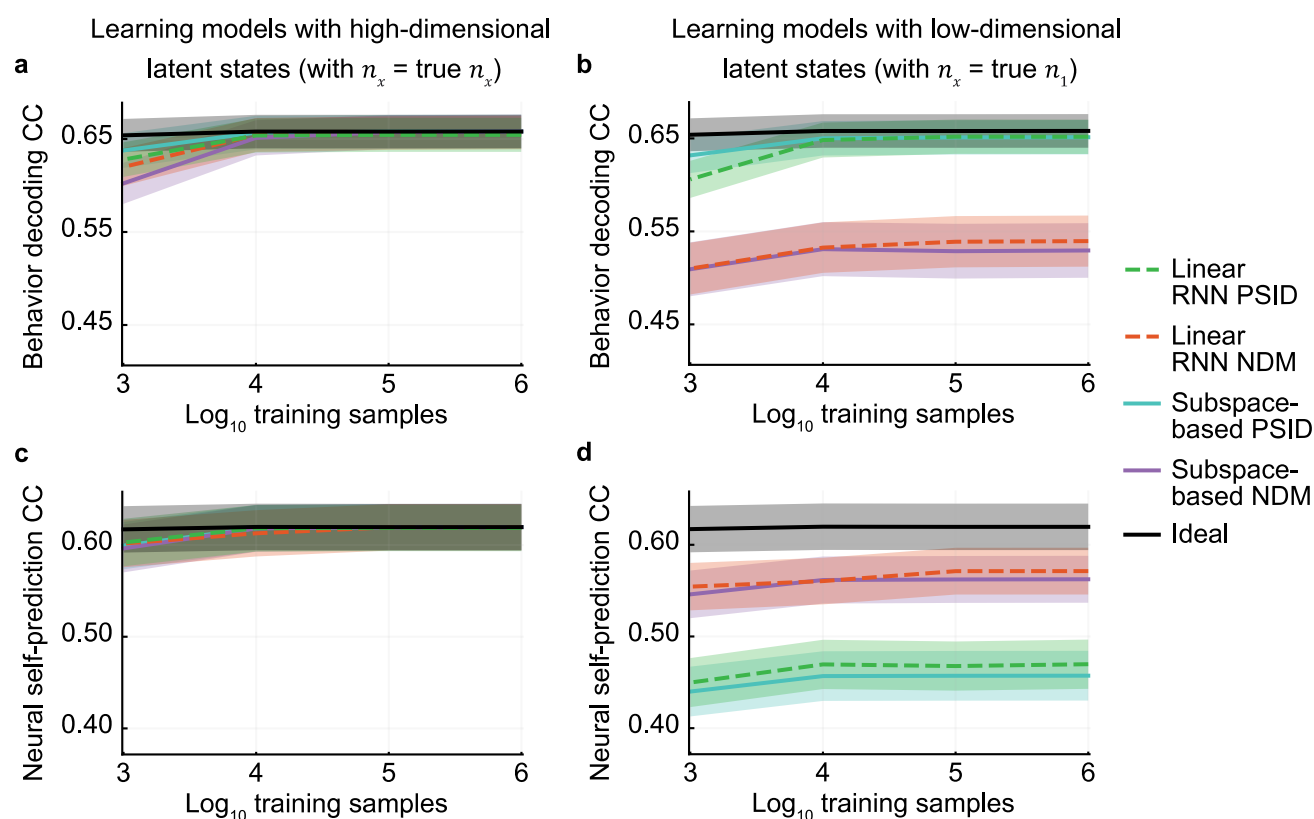 Learning models with high-dimensional
latent states (with nₓ = true nₓ)
Learning models with low-dimensional
latent states (with nₓ = true n₁)
a
Behavior decoding CC
0.65
0.55
0.45
3 4 5 6
Log₁₀ training samples
b
Behavior decoding CC
0.65
0.55
0.45
3 4 5 6
Log₁₀ training samples
c
Neural self-prediction CC
0.60
0.50
0.40
3 4 5 6
Log₁₀ training samples
d
Neural self-prediction CC
0.60
0.50
0.40
3 4 5 6
Log₁₀ training samples
Linear
RNN PSID
Linear
RNN NDM
Subspace-
based PSID
Subspace-
based NDM
Ideal